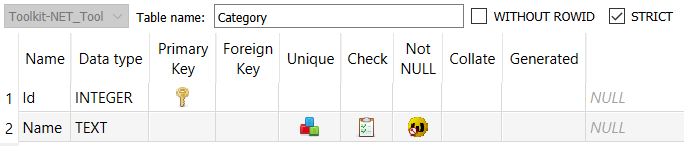 Toolkit-NET_Tool Table name: Category WITHOUT ROWID STRICT
Name Data type Primary Key Foreign Key Unique Check Not NULL Collate Generated
1 Id INTEGER NULL
2 Name TEXT NULL